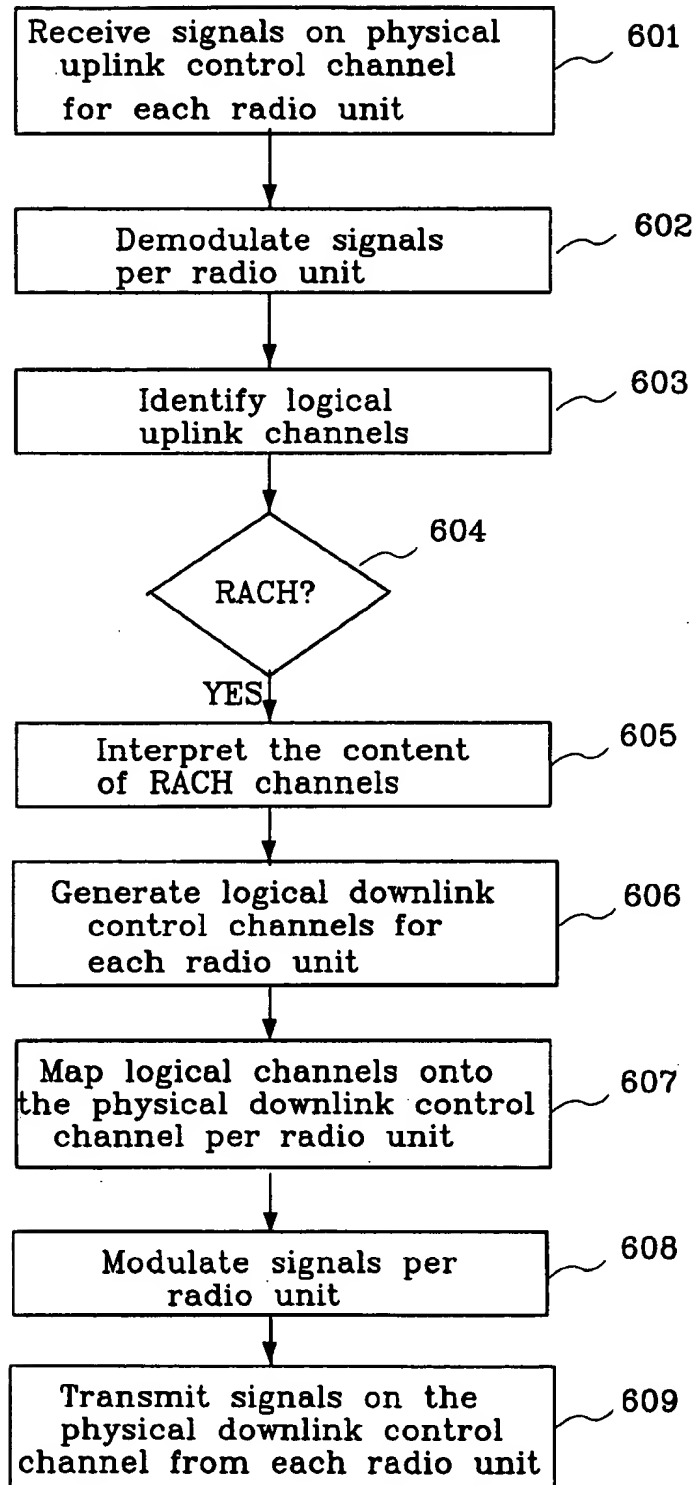 Receive signals on physical
uplink control channel
for each radio unit
601
Demodulate signals
per radio unit
602
Identify logical
uplink channels
603
RACH?
604
YES
Interpret the content
of RACH channels
605
Generate logical downlink
control channels for
each radio unit
606
Map logical channels onto
the physical downlink control
channel per radio unit
607
Modulate signals per
radio unit
608
Transmit signals on the
physical downlink control
channel from each radio unit
609